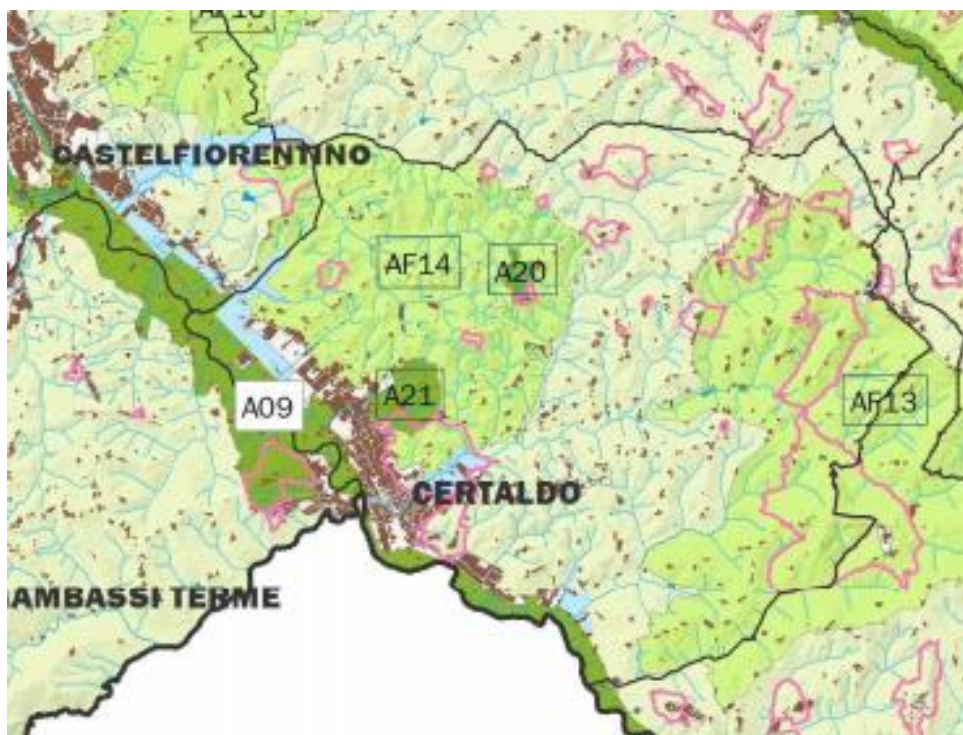 CASTELFIORENTINO
AF14
A20
A09
A21
AF13
CERTALDO
AMBASSI TERME